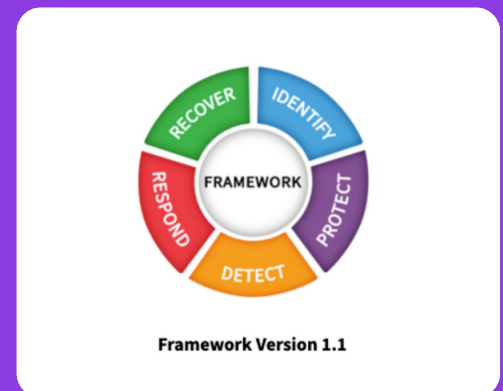 RECOVER
IDENTIFY
FRAMEWORK
RESPOND
PROTECT
DETECT
Framework Version 1.1